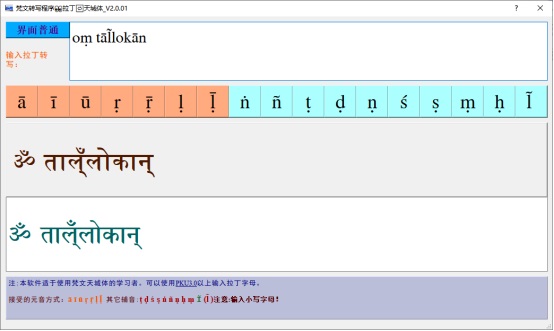 梵文转写程序——拉丁⇨天城体_V2.0.01
界面普通
输入拉丁转写：
oṃ tāl̐lokān
ā ī ū ṛ ṝ ḷ ḹ ṅ ñ ṭ ḍ ṇ ś ṣ ṃ ḥ l̐
ॐ ताल्ँलोकान्
ॐ ताल्ँलोकान्
注:本软件适于使用梵文天城体的学习者，可以使用PKU3.0以上输入拉丁字母。
接受的元音方式：ā ī ū ṛ ṝ ḷ ḹ 其它辅音:ṭ ḍ ś ṣ ṅ ñ ṇ ḥ ṃ l̐ (l̐ )注意:输入小写字母!